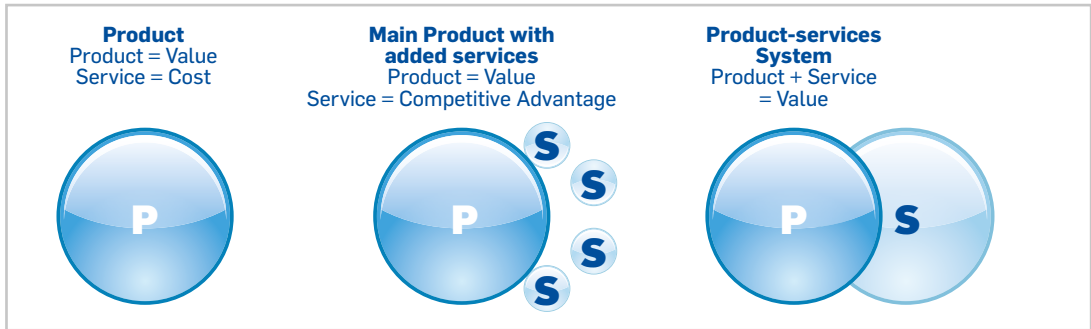 Product
Product = Value
Service = Cost
P
Main Product with
added services
Product = Value
Service = Competitive Advantage
P
S
S
S
S
Product-services
System
Product + Service
= Value
P
S